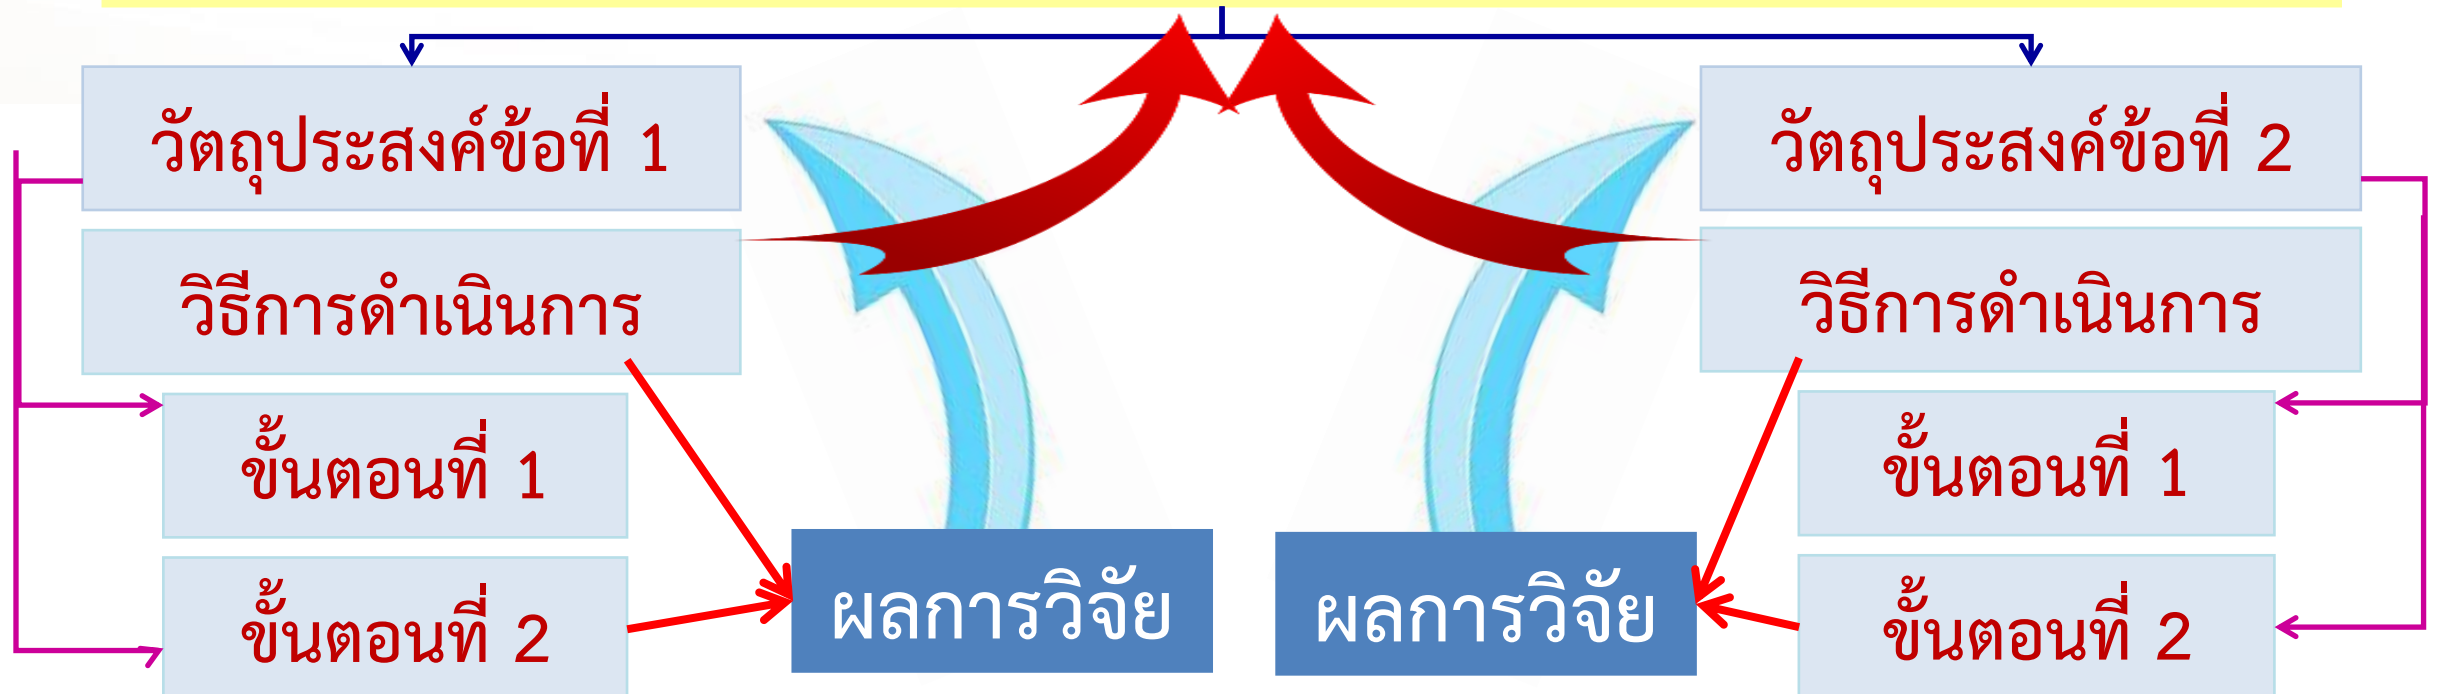 วัตถุประสงค์ข้อที่ 1
วิธีการดำเนินการ
ขั้นตอนที่ 1
ขั้นตอนที่ 2
ผลการวิจัย
วัตถุประสงค์ข้อที่ 2
วิธีการดำเนินการ
ขั้นตอนที่ 1
ขั้นตอนที่ 2
ผลการวิจัย